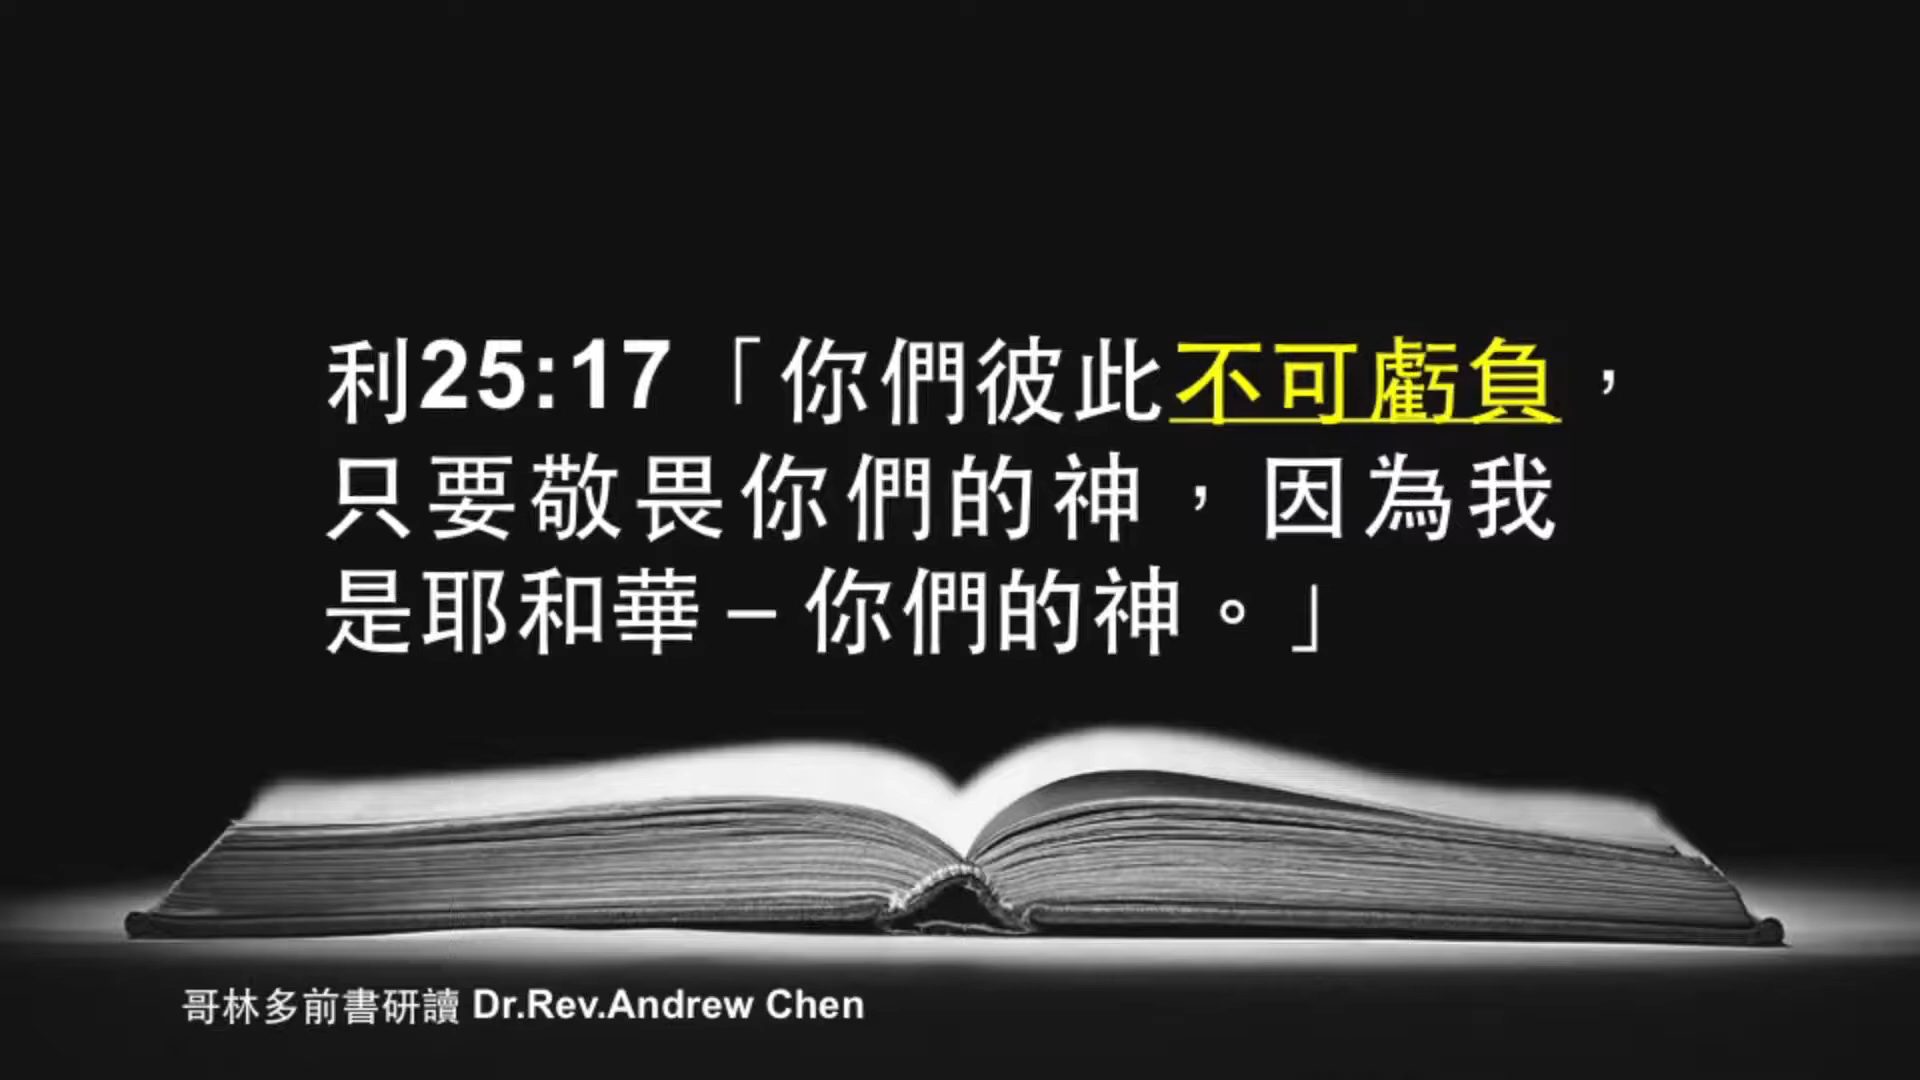 利25:17「你們彼此不可虧負，
只要敬畏你們的神，因為我
是耶和華 – 你們的神。」
哥林多前書研讀 Dr.Rev.Andrew Chen